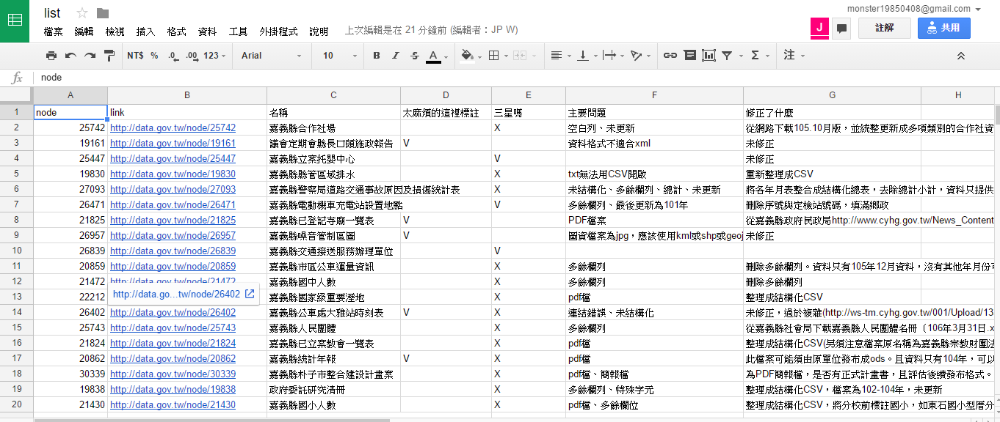 list
monster19850408@gmail.com
檔案 編輯 檢視 插入 格式 資料 工具 外掛程式 說明 上次編輯是在 21 分鐘前 (編輯者：JP W)
J 註解 共用
NT$ % .0 .00 123 Arial 10 B I S A Σ 注
fx node
A B C D E F G H
1 node link 名稱 太麻煩的這裡標註 三星嗎 主要問題 修正了什麼
2 25742 http://data.gov.tw/node/25742 嘉義縣合作社場 X 空白列、未更新 從網路下載105.10月版，並統整更新成多項類別的合作社資
3 19161 http://data.gov.tw/node/19161 議會定期會縣長口頭施政報告 V 資料格式不適合xml 未修正
4 25447 http://data.gov.tw/node/25447 嘉義縣立案托嬰中心 V 未修正
5 19830 http://data.gov.tw/node/19830 嘉義縣縣管區域排水 X txt無法用CSV開啟 重新整理成CSV
6 27093 http://data.gov.tw/node/27093 嘉義縣警察局道路交通事故原因及損傷統計表 X 未結構化、多餘欄列、總計、未更新 將各年月表整合成結構化總表，去除總計小計，資料只提供
7 26471 http://data.gov.tw/node/26471 嘉義縣電動機車充電站設置地點 V 多餘欄列、最後更新為101年 刪除序號與定檢站號碼，填滿鄉政
8 21825 http://data.gov.tw/node/21825 嘉義縣已登記寺廟一覽表 V PDF檔案 從嘉義縣政府民政局http://www.cyhg.gov.tw/News_Content
9 26957 http://data.gov.tw/node/26957 嘉義縣噪音管制區圖 V 圖資檔案為jpg，應該使用kml或shp或geoj 未修正
10 26839 http://data.gov.tw/node/26839 嘉義縣交通接送服務辦理單位 V
11 20859 http://data.gov.tw/node/20859 嘉義縣市區公車運量資訊 X 多餘欄列 刪除多餘欄列。資料只有105年12月資料，沒有其他年月份
12 21472 http://data.gov.tw/node/21472 嘉義縣國中人數 X 多餘欄列 刪除多餘欄列
13 22212 http://data.go...tw/node/26402 嘉義縣國家級重要溼地 X pdf檔 整理成結構化CSV
14 26402 http://data.gov.tw/node/26402 嘉義縣公車處大雅站時刻表 V X 連結錯誤、未結構化 未修正，過於複雜(http://ws-tm.cyhg.gov.tw/001/Upload/13
15 25743 http://data.gov.tw/node/25743 嘉義縣人民團體 X 多餘欄列 從嘉義縣社會局下載嘉義縣人民團體名冊〔106年3月31日.x
16 21824 http://data.gov.tw/node/21824 嘉義縣已立案教會一覽表 X pdf檔 整理成結構化CSV(另須注意檔案原名稱為嘉義縣宗教財團法
17 20862 http://data.gov.tw/node/20862 嘉義縣統計年報 V X pdf檔 此檔案可能須由原單位發布成ods。且資料只有104年，可以
18 30339 http://data.gov.tw/node/30339 嘉義縣朴子市整合建設計畫案 X pdf檔、簡報檔 為PDF簡報檔，是否有正式計畫書，且評估後續發布格式。
19 19838 http://data.gov.tw/node/19838 政府委託研究清冊 X 多餘欄列、特殊字元 整理成結構化CSV，檔案為102-104年，未更新
20 21430 http://data.gov.tw/node/21430 嘉義縣國小人數 X pdf檔、多餘欄位 整理成結構化CSV，將分校前標註國小，如東石國小型厝分